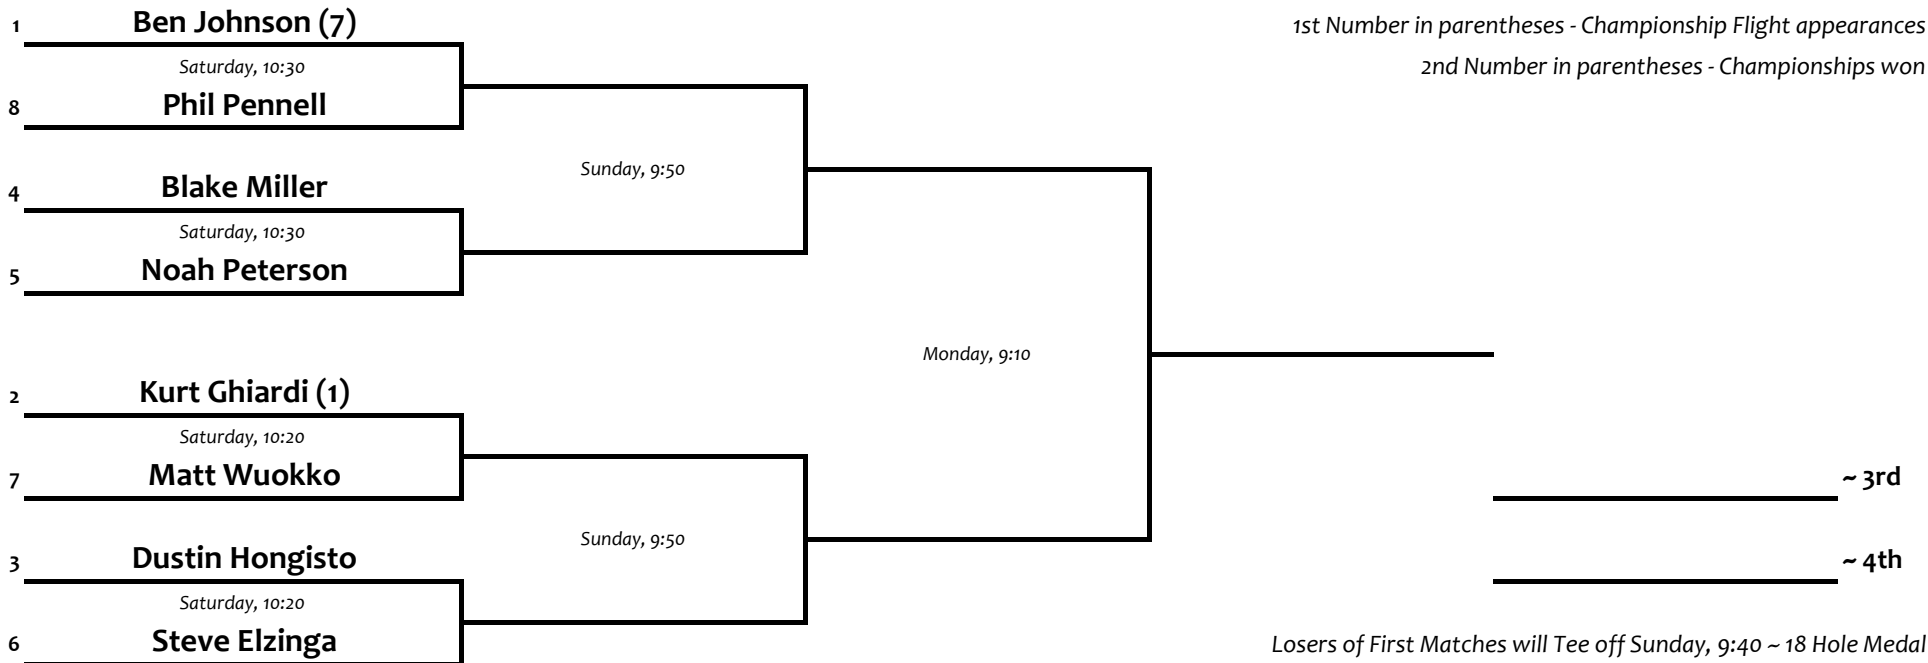 1 Ben Johnson (7)
1st Number in parentheses - Championship Flight appearances
Saturday, 10:30
2nd Number in parentheses - Championships won
8 Phil Pennell
Sunday, 9:50
4 Blake Miller
Saturday, 10:30
5 Noah Peterson
Monday, 9:10
2 Kurt Ghiardi (1)
Saturday, 10:20
7 Matt Wuokko
~ 3rd
Sunday, 9:50
3 Dustin Hongisto
~ 4th
Saturday, 10:20
6 Steve Elzinga
Losers of First Matches will Tee off Sunday, 9:40 ~ 18 Hole Medal